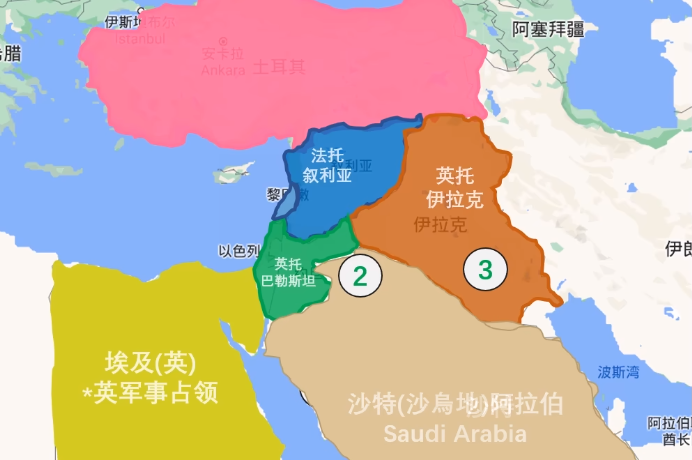 伊斯坦布尔
Istanbul
阿塞拜疆
希腊
安卡拉
Ankara
土耳其
法托
叙利亚
叙利亚
黎巴嫩
英托
伊拉克
伊拉克
以色列
伊朗
英托
巴勒斯坦
2
3
埃及(英)
*英军事占领
波斯湾
沙特(沙烏地)阿拉伯
Saudi Arabia
阿拉伯
酋长